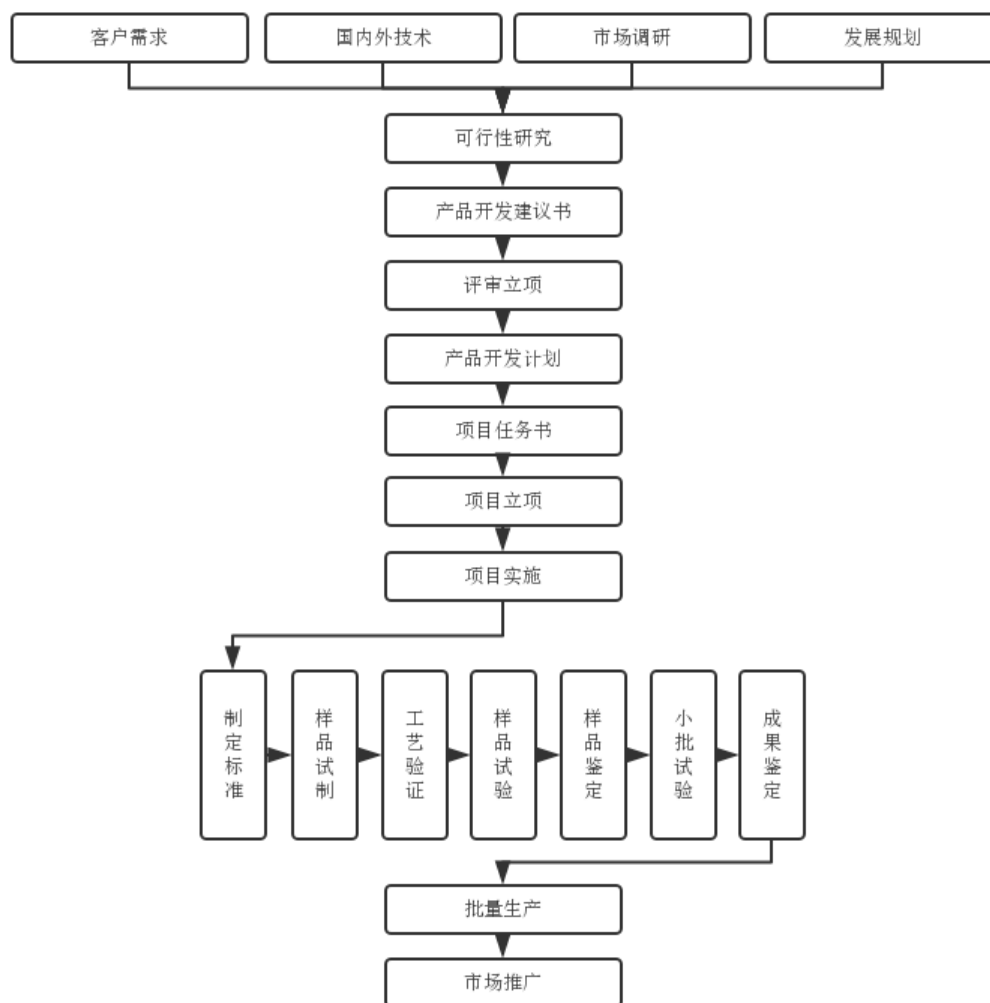 客户需求
国内外技术
市场调研
发展规划
可行性研究
产品开发建议书
评审立项
产品开发计划
项目任务书
项目立项
项目实施
制定标准
样品试制
工艺验证
样品试验
样品鉴定
小批试验
成果鉴定
批量生产
市场推广